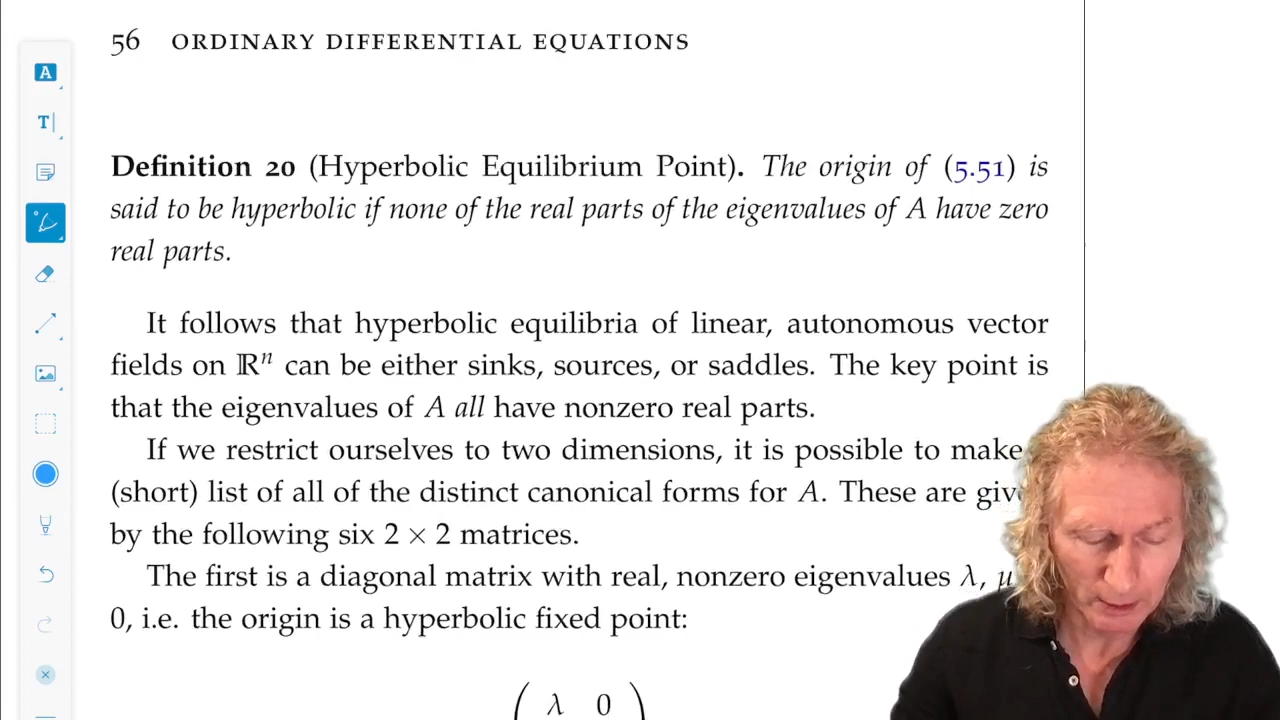 56 ORDINARY DIFFERENTIAL EQUATIONS
A
T
Definition 20 (Hyperbolic Equilibrium Point). The origin of (5.51) is
said to be hyperbolic if none of the real parts of the eigenvalues of A have zero
real parts.
It follows that hyperbolic equilibria of linear, autonomous vector
fields on ℝⁿ can be either sinks, sources, or saddles. The key point is
that the eigenvalues of A all have nonzero real parts.
If we restrict ourselves to two dimensions, it is possible to make
(short) list of all of the distinct canonical forms for A. These are
by the following six 2 × 2 matrices.
The first is a diagonal matrix with real, nonzero eigenvalues λ, μ
0, i.e. the origin is a hyperbolic fixed point:
λ 0